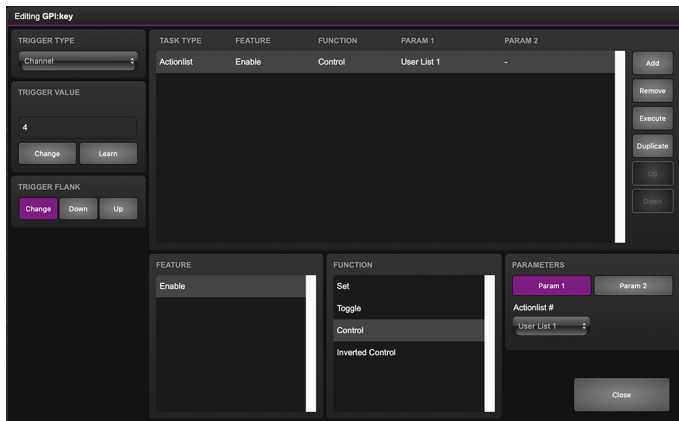 Editing GPI:key
TRIGGER TYPE
Channel
TRIGGER VALUE
4
Change Learn
TRIGGER FLANK
Change Down Up
TASK TYPE FEATURE FUNCTION PARAM 1 PARAM 2
Actionlist Enable Control User List 1 -
Add
Remove
Execute
Duplicate
Up
Down
FEATURE
Enable
FUNCTION
Set
Toggle
Control
Inverted Control
PARAMETERS
Param 1 Param 2
Actionlist #
User List 1
Close